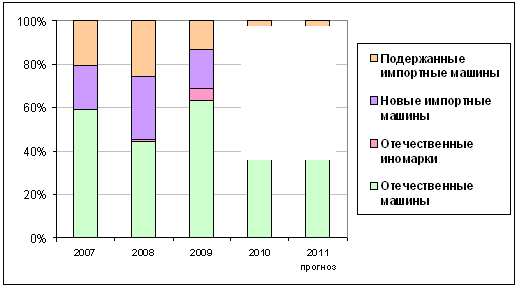 100%
80%
60%
40%
20%
0%
2007
2008
2009
2010
2011
прогноз
Подержанные
импортные машины
Новые импортные
машины
Отечественные
иномарки
Отечественные
машины